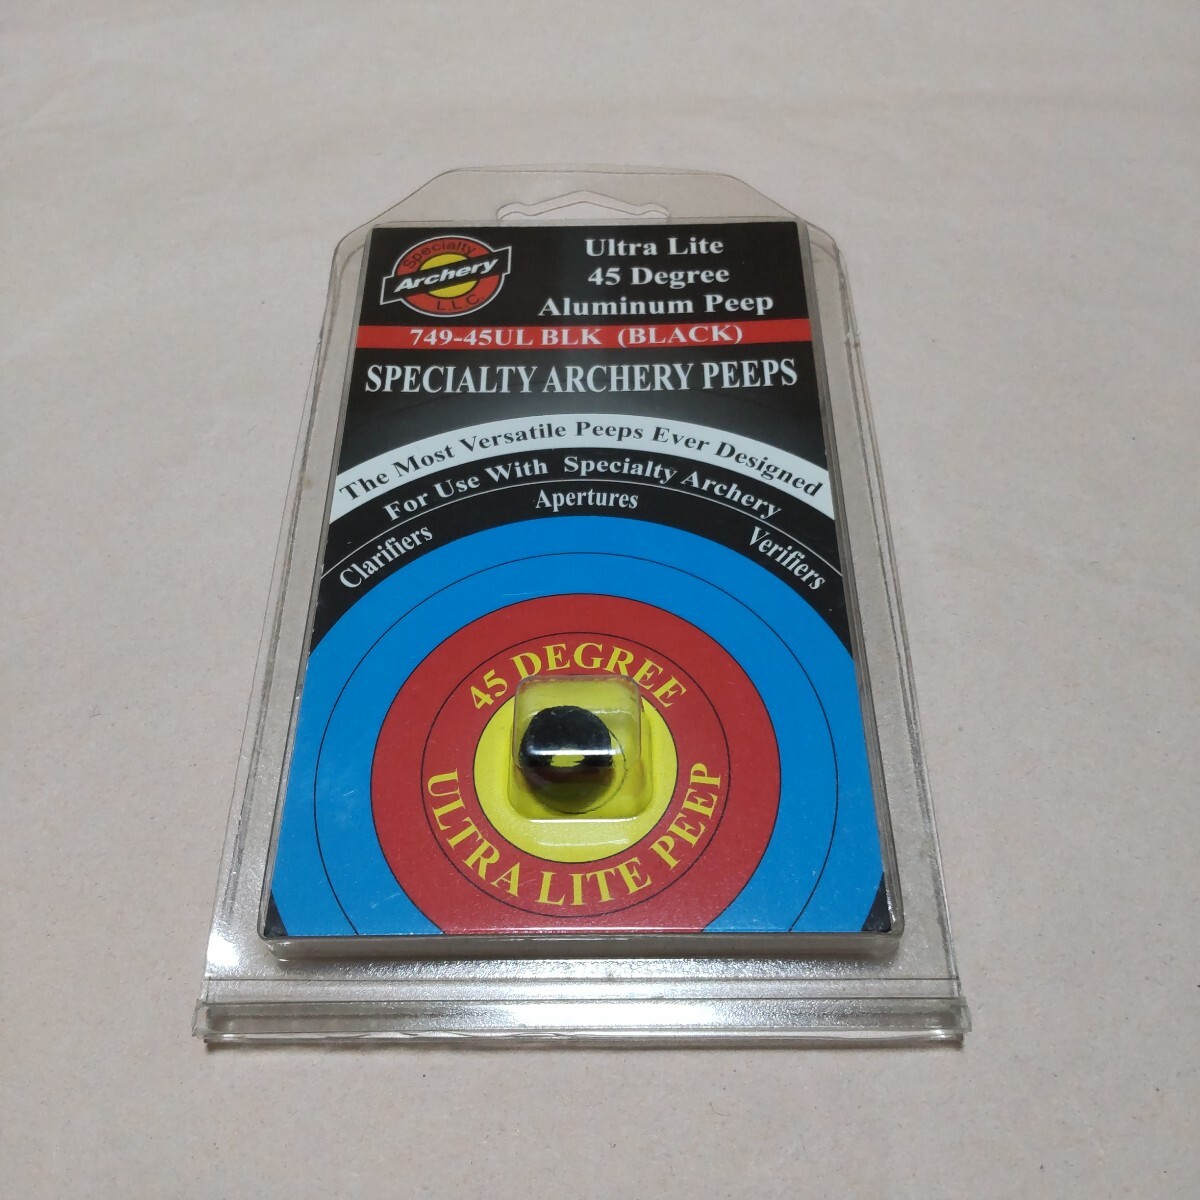 Specialty
Archery
L.L.C.
Ultra Lite
45 Degree
Aluminum Peep
749-45UL BLK (BLACK)
SPECIALTY ARCHERY PEEPS
The Most Versatile Peeps Ever Designed
For Use With Specialty Archery
Clarifiers
Apertures
Verifiers
45 DEGREE
ULTRA LITE PEEP